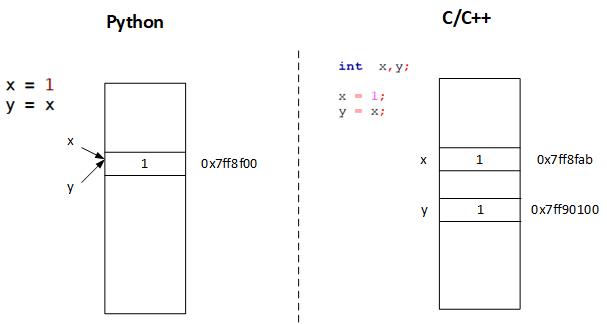 Python
x = 1
y = x
x
y
1
0x7ff8f00
C/C++
int x,y;
x = 1;
y = x;
x
1
0x7ff8fab
y
1
0x7ff90100